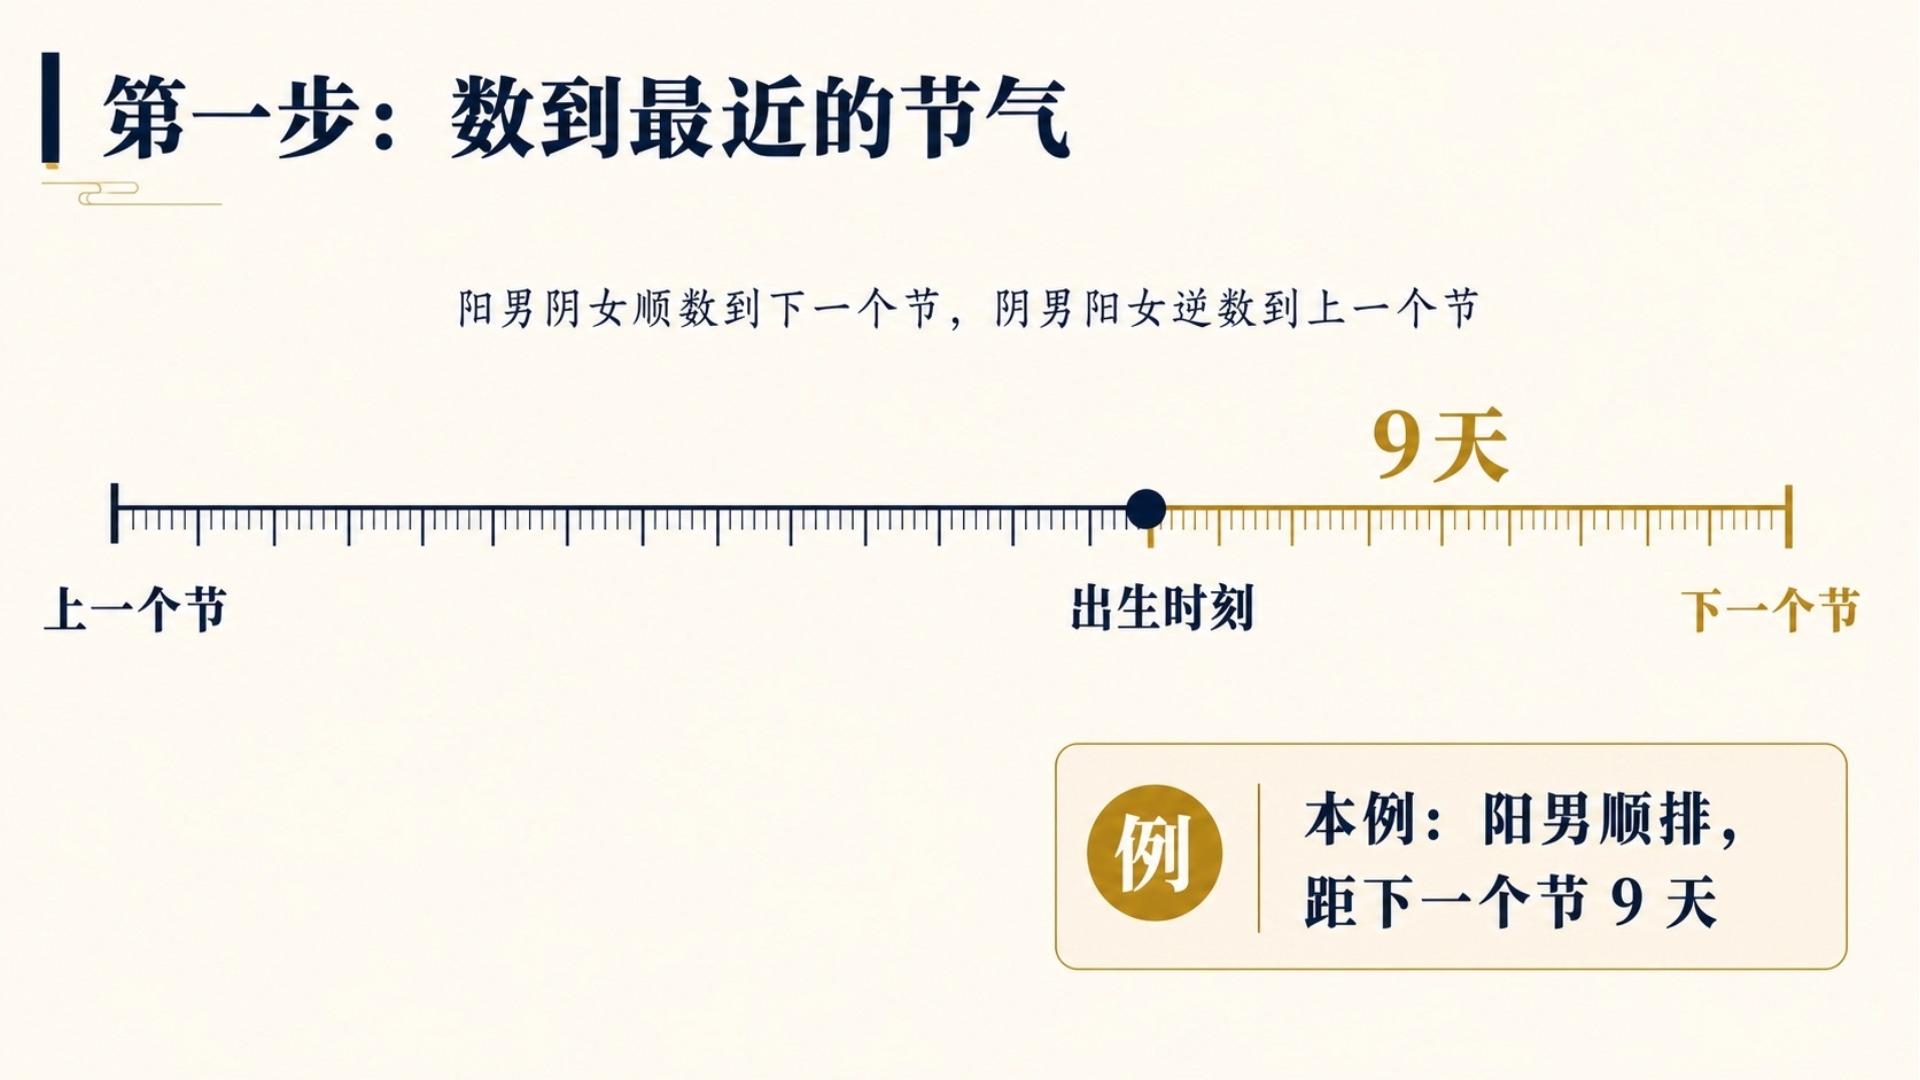 第一步：数到最近的节气
阳男阴女顺数到下一个节，阴男阳女逆数到上一个节
9天
上一个节
出生时刻
下一个节
例
本例：阳男顺排，
距下一个节 9 天